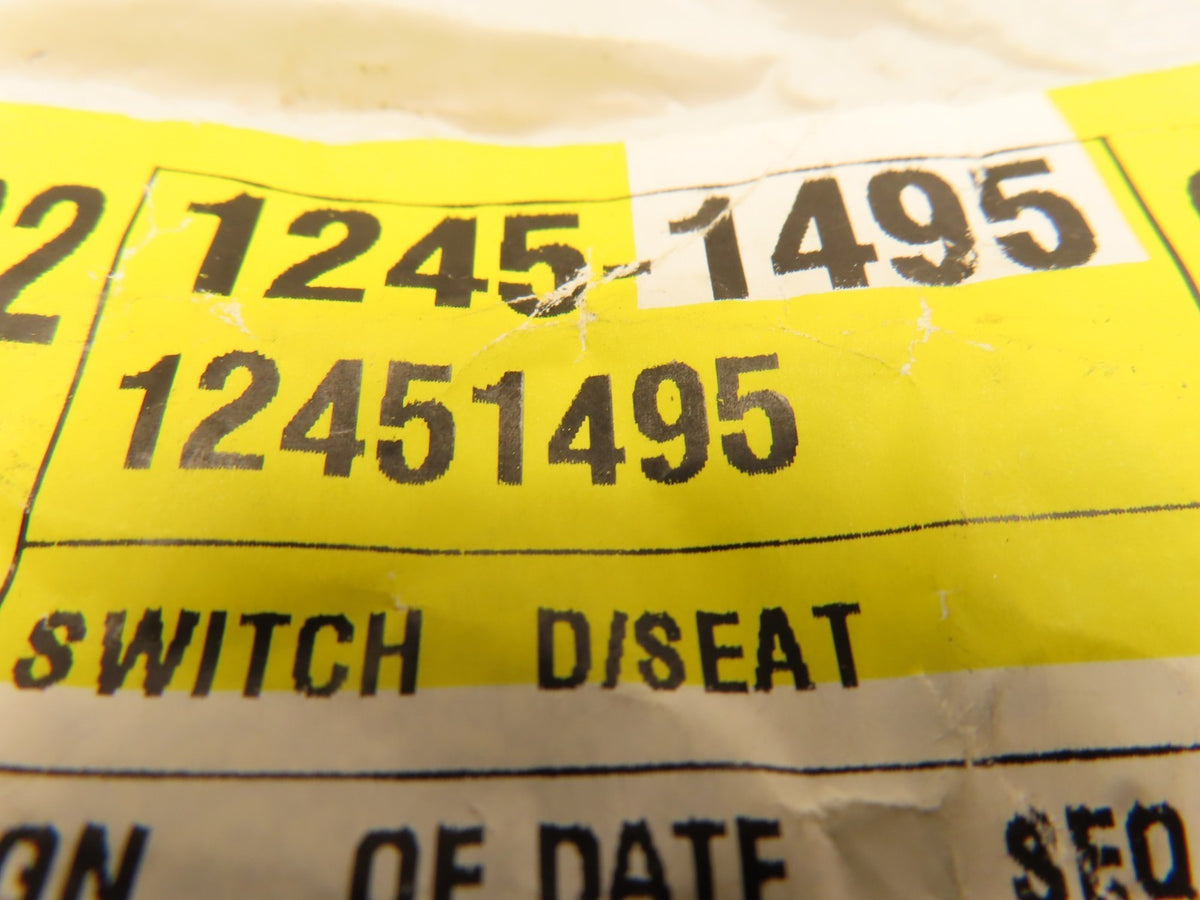 1245-1495
12451495
SWITCH D/SEAT
OF DATE SEQ